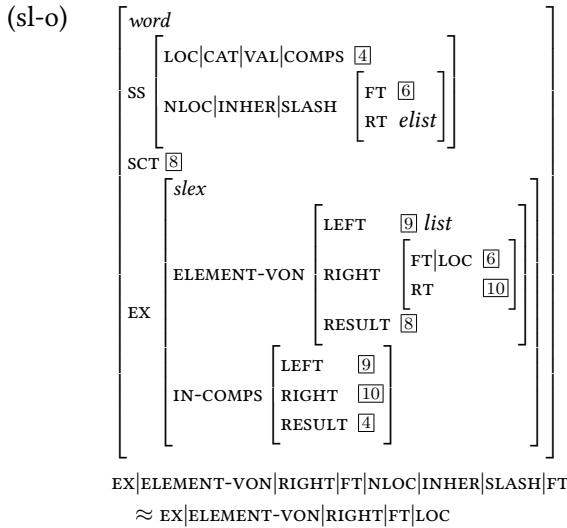 (sl-o)
word
SS LOC|CAT|VAL|COMPS 4
NLOC|INHER|SLASH FT 6
RT elist
SCT 8
EX slex
ELEMENT-VON LEFT 9 list
RIGHT FT|LOC 6
RT 10
RESULT 8
IN-COMPS LEFT 9
RIGHT 10
RESULT 4
EX|ELEMENT-VON|RIGHT|FT|NLOC|INHER|SLASH|FT
≈ EX|ELEMENT-VON|RIGHT|FT|LOC